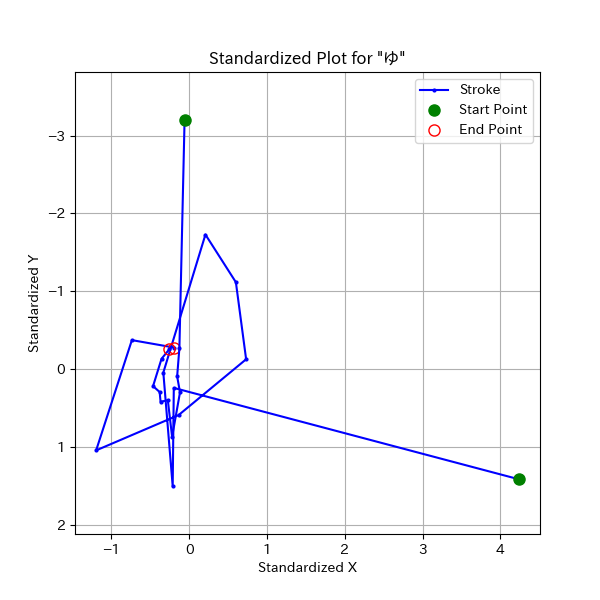 Standardized Plot for "ゆ"
Stroke
Start Point
End Point
−3
−2
−1
0
1
2
Standardized Y
−1 0 1 2 3 4
Standardized X